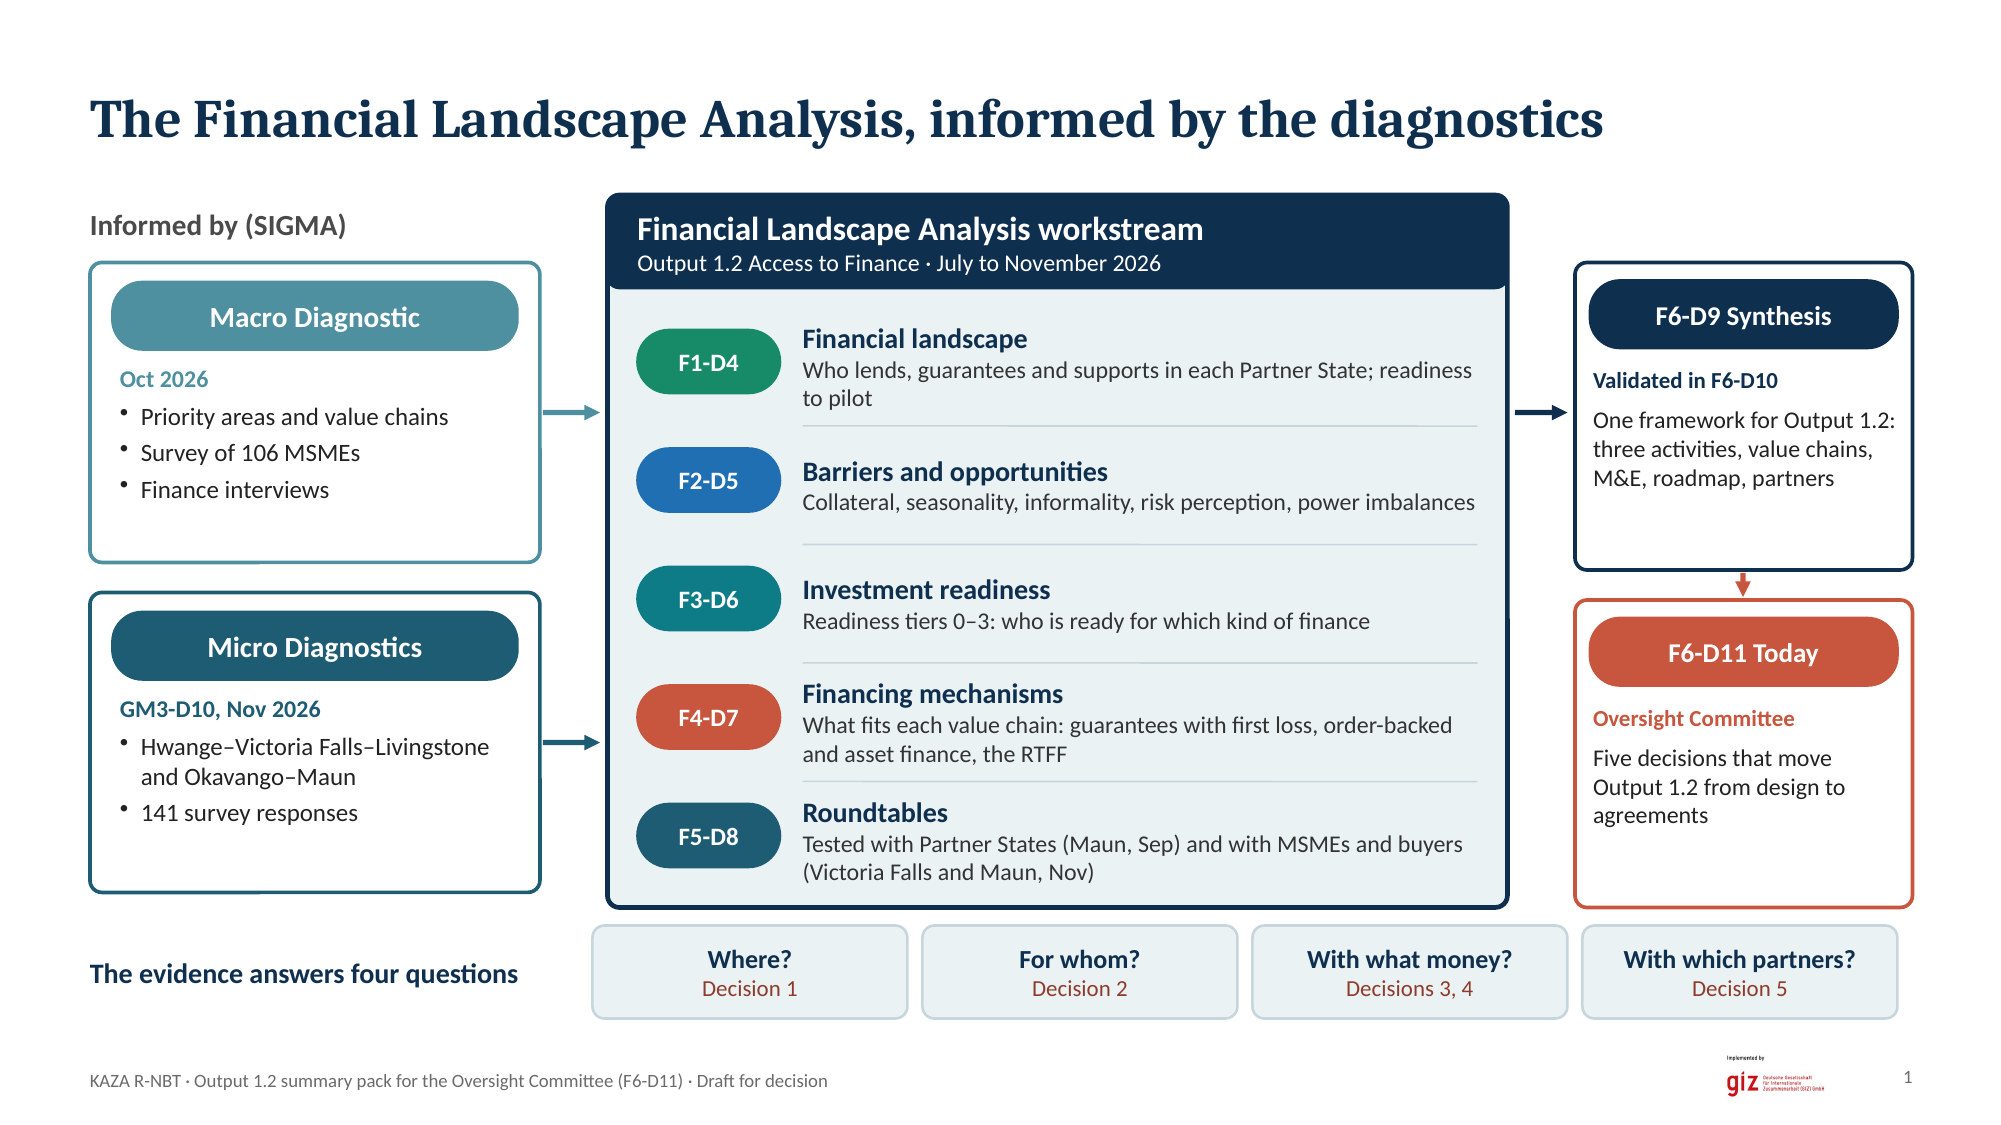 The Financial Landscape Analysis, informed by the diagnostics
Informed by (SIGMA)
Macro Diagnostic
Oct 2026
• Priority areas and value chains
• Survey of 106 MSMEs
• Finance interviews
Micro Diagnostics
GM3-D10, Nov 2026
• Hwange–Victoria Falls–Livingstone
and Okavango–Maun
• 141 survey responses
Financial Landscape Analysis workstream
Output 1.2 Access to Finance · July to November 2026
F1-D4
Financial landscape
Who lends, guarantees and supports in each Partner State; readiness
to pilot
F2-D5
Barriers and opportunities
Collateral, seasonality, informality, risk perception, power imbalances
F3-D6
Investment readiness
Readiness tiers 0–3: who is ready for which kind of finance
F4-D7
Financing mechanisms
What fits each value chain: guarantees with first loss, order-backed
and asset finance, the RTFF
F5-D8
Roundtables
Tested with Partner States (Maun, Sep) and with MSMEs and buyers
(Victoria Falls and Maun, Nov)
F6-D9 Synthesis
Validated in F6-D10
One framework for Output 1.2:
three activities, value chains,
M&E, roadmap, partners
F6-D11 Today
Oversight Committee
Five decisions that move
Output 1.2 from design to
agreements
The evidence answers four questions
Where?
Decision 1
For whom?
Decision 2
With what money?
Decisions 3, 4
With which partners?
Decision 5
KAZA R-NBT · Output 1.2 summary pack for the Oversight Committee (F6-D11) · Draft for decision
Implemented by
giz
Deutsche Gesellschaft
für Internationale
Zusammenarbeit (GIZ) GmbH
1